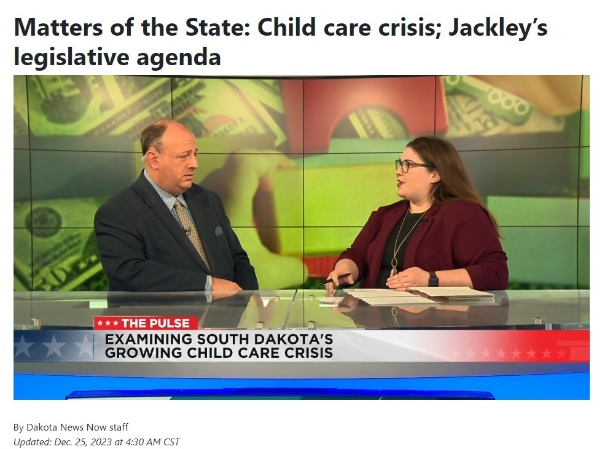 Matters of the State: Child care crisis; Jackley’s
legislative agenda
★★★ THE PULSE
EXAMINING SOUTH DAKOTA'S
GROWING CHILD CARE CRISIS
By Dakota News Now staff
Updated: Dec. 25, 2023 at 4:30 AM CST